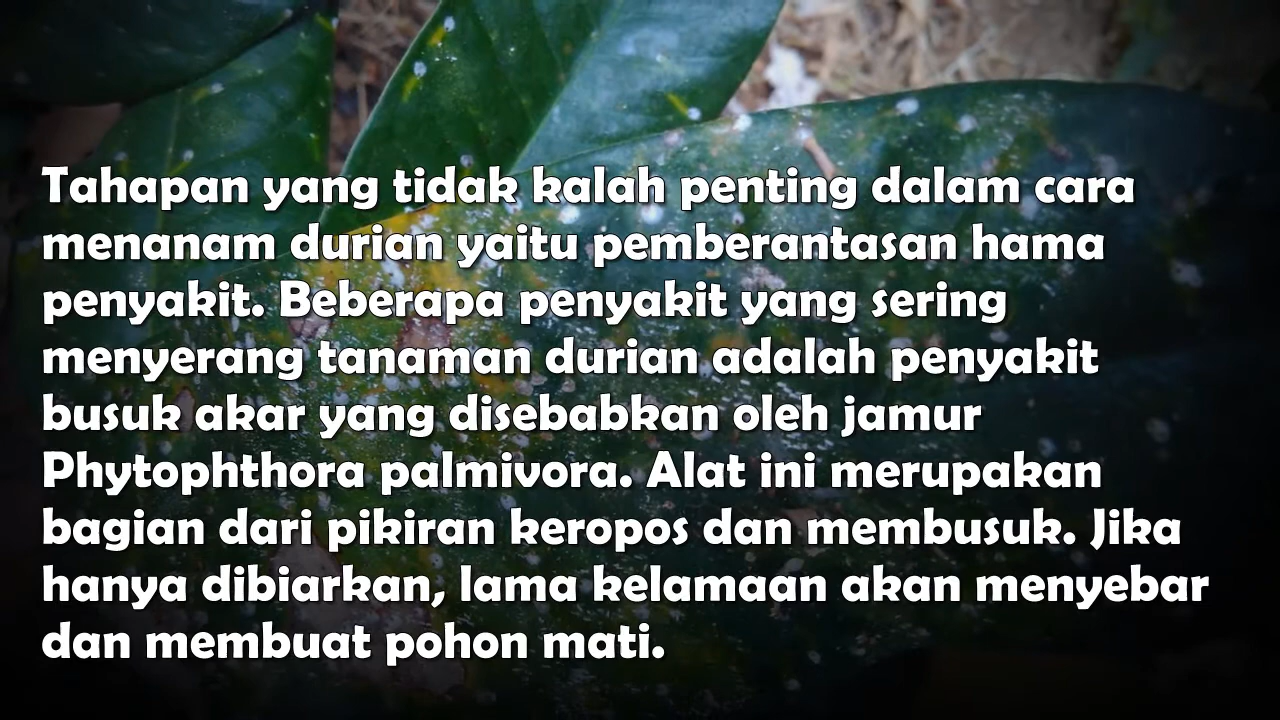 Tahapan yang tidak kalah penting dalam cara
menanam durian yaitu pemberantasan hama
penyakit. Beberapa penyakit yang sering
menyerang tanaman durian adalah penyakit
busuk akar yang disebabkan oleh jamur
Phytophthora palmivora. Alat ini merupakan
bagian dari pikiran keropos dan membusuk. Jika
hanya dibiarkan, lama kelamaan akan menyebar
dan membuat pohon mati.